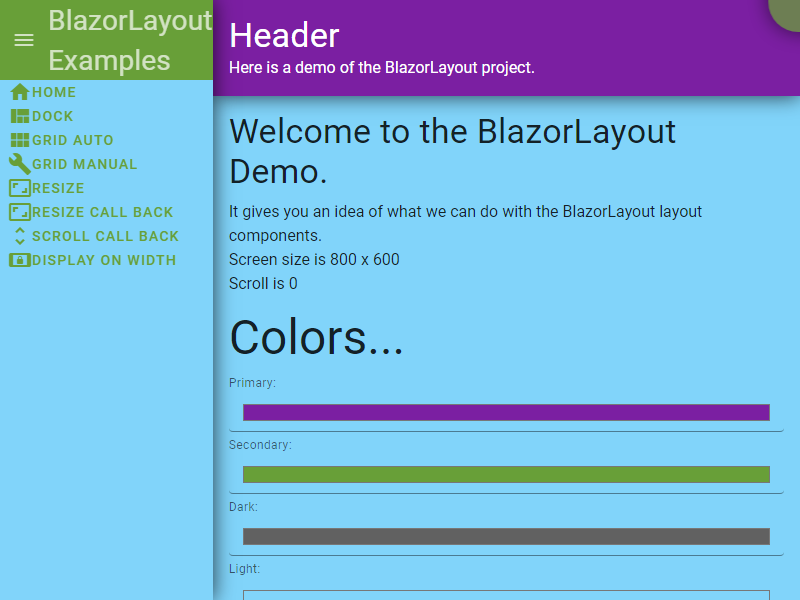 BlazorLayout
Examples
HOME
DOCK
GRID AUTO
GRID MANUAL
RESIZE
RESIZE CALL BACK
SCROLL CALL BACK
DISPLAY ON WIDTH
Header
Here is a demo of the BlazorLayout project.
Welcome to the BlazorLayout
Demo.
It gives you an idea of what we can do with the BlazorLayout layout
components.
Screen size is 800 x 600
Scroll is 0
Colors...
Primary:
Secondary:
Dark:
Light: